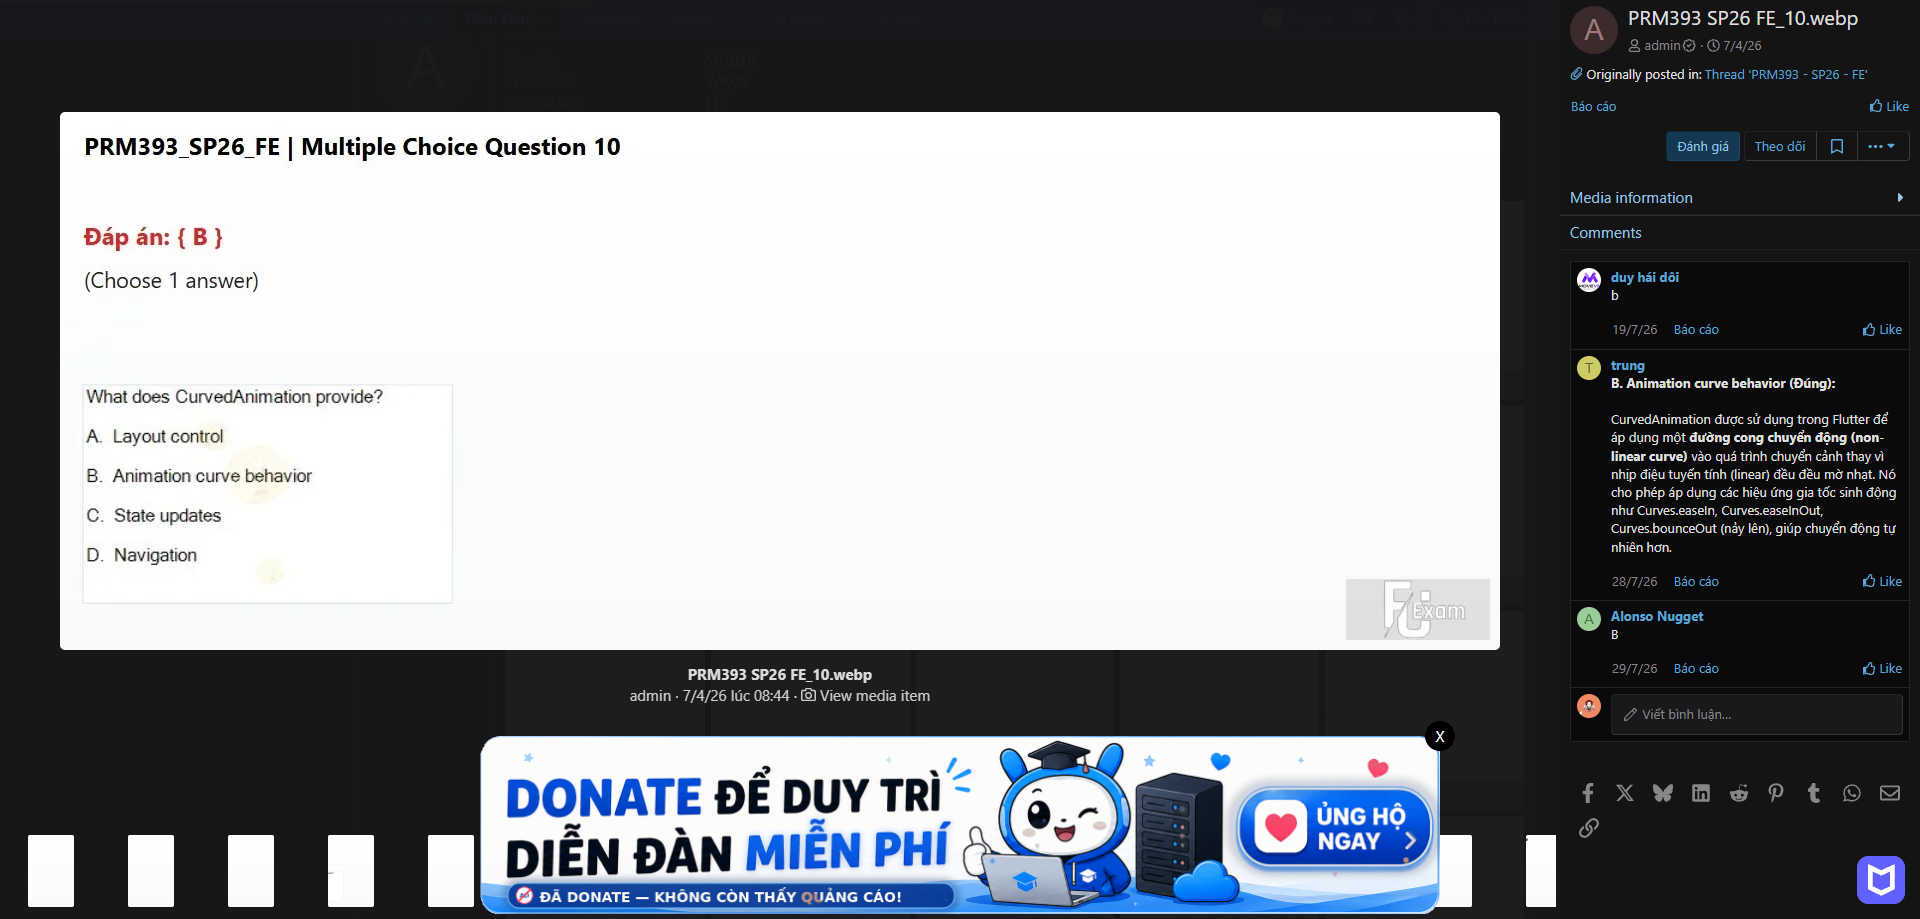 PRM393_SP26_FE | Multiple Choice Question 10
Đáp án: { B }
(Choose 1 answer)
What does CurvedAnimation provide?
A. Layout control
B. Animation curve behavior
C. State updates
D. Navigation
FU Exam
PRM393 SP26 FE_10.webp
admin · 7/4/26 lúc 08:44 · View media item
X
DONATE ĐỂ DUY TRÌ
DIỄN ĐÀN MIỄN PHÍ
ĐÃ DONATE — KHÔNG CÒN THẤY QUẢNG CÁO!
ỦNG HỘ
NGAY
A
PRM393 SP26 FE_10.webp
admin · 7/4/26
Originally posted in: Thread 'PRM393 - SP26 - FE'
Báo cáo
Like
Đánh giá
Theo dõi
Media information
Comments
duy hái dôi
b
19/7/26 Báo cáo Like
T
trung
B. Animation curve behavior (Đúng):
CurvedAnimation được sử dụng trong Flutter để
áp dụng một đường cong chuyển động (non-
linear curve) vào quá trình chuyển cảnh thay vì
nhịp điệu tuyến tính (linear) đều đều mờ nhạt. Nó
cho phép áp dụng các hiệu ứng gia tốc sinh động
như Curves.easeIn, Curves.easeInOut,
Curves.bounceOut (nảy lên), giúp chuyển động tự
nhiên hơn.
28/7/26 Báo cáo Like
A
Alonso Nugget
B
29/7/26 Báo cáo Like
Viết bình luận...